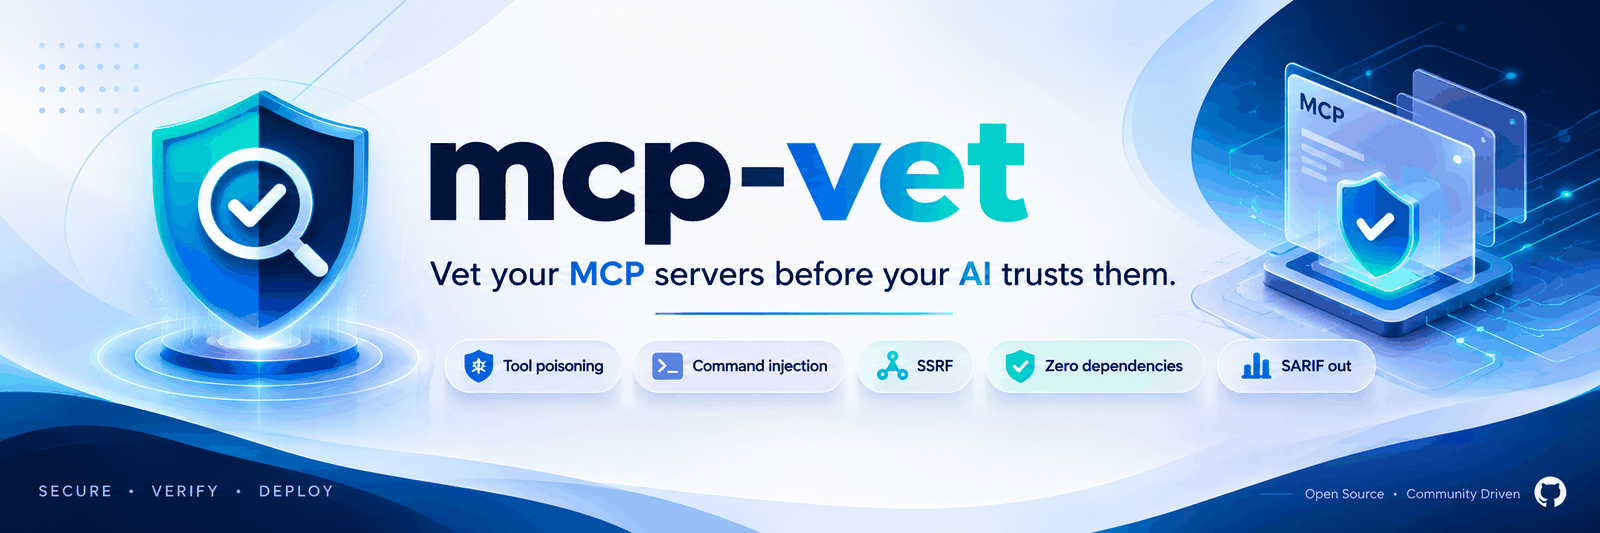 MCP
mcp-vet
Vet your MCP servers before your AI trusts them.
Tool poisoning
Command injection
SSRF
Zero dependencies
SARIF out
SECURE • VERIFY • DEPLOY
Open Source • Community Driven